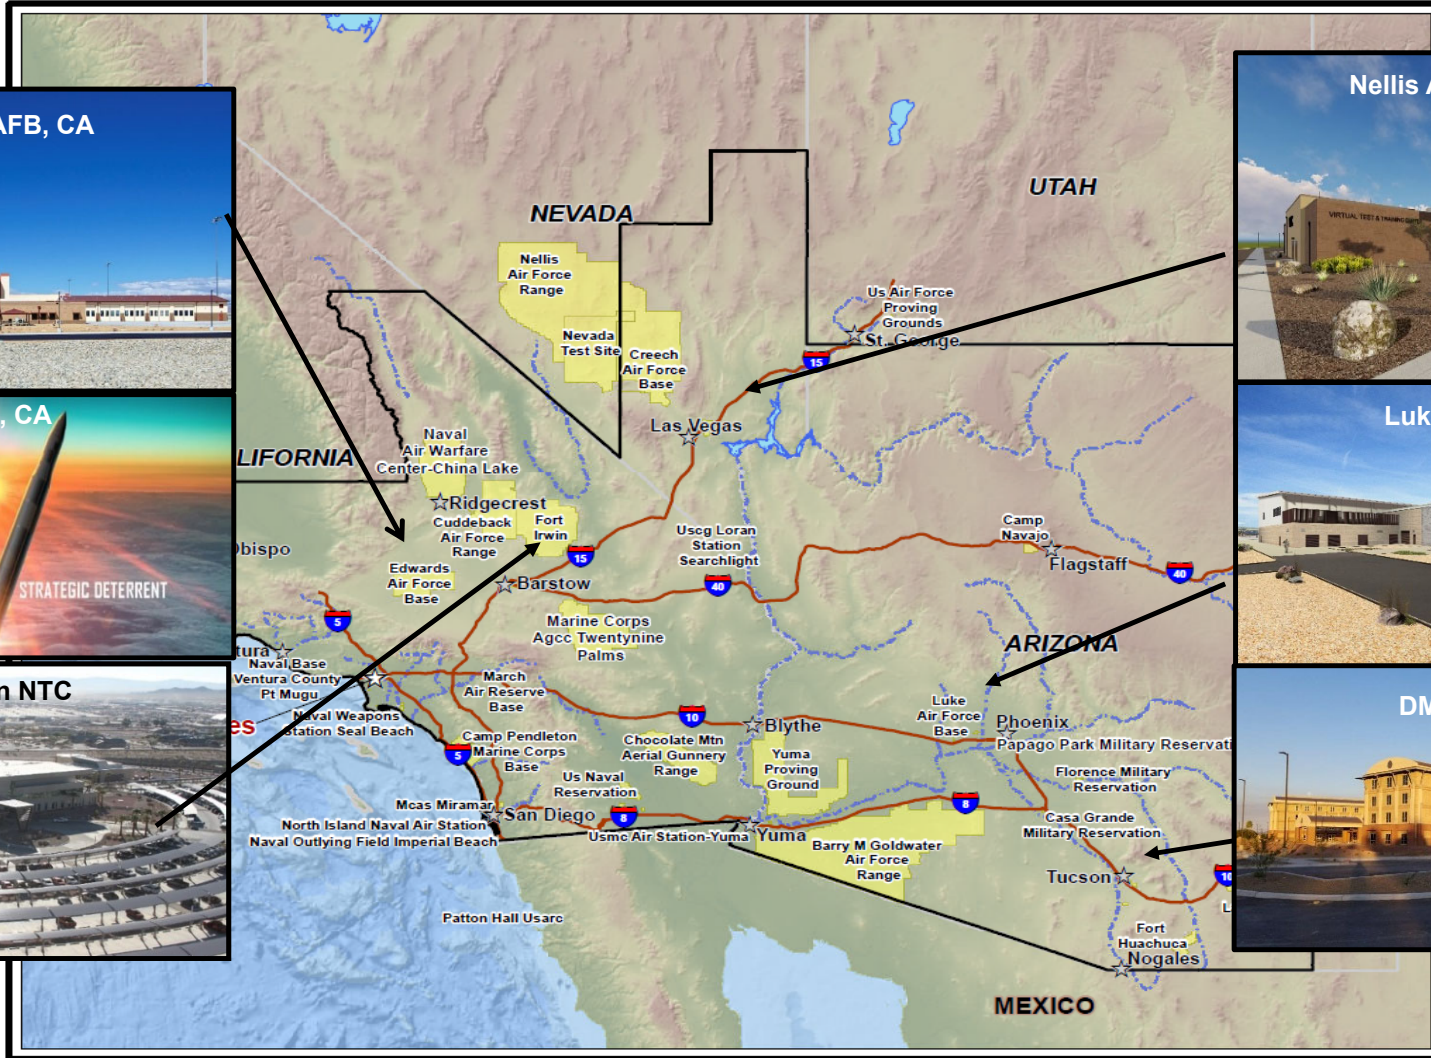 AFB, CA
, CA
STRATEGIC DETERRENT
n NTC
es
Nellis A
VIRTUAL TEST & TRAINING
Luk
DM
NEVADA
UTAH
LIFORNIA
ARIZONA
MEXICO
Nellis
Air Force
Range
Nevada
Test Site
Creech
Air Force
Base
Us Air Force
Proving
Grounds
St. George
15
Las Vegas
Naval
Air Warfare
Center-China Lake
Ridgecrest
Cuddeback
Air Force
Range
Fort
Irwin
15
Edwards
Air Force
Base
Barstow
Uscg Loran
Station
Searchlight
40
Camp
Navajo
Flagstaff
40
Obispo
5
Marine Corps
Agcc Twentynine
Palms
tura
Naval Base
Ventura County
Pt Mugu
Naval Weapons
Station Seal Beach
March
Air Reserve
Base
10
Blythe
Luke
Air Force
Base
Phoenix
Papago Park Military Reservati
Camp Pendleton
Marine Corps
Base
5
Chocolate Mtn
Aerial Gunnery
Range
Yuma
Proving
Ground
Florence Military
Reservation
Us Naval
Reservation
Mcas Miramar
San Diego
8
8
North Island Naval Air Station
Naval Outlying Field Imperial Beach
Usmc Air Station-Yuma
Yuma
Casa Grande
Military Reservation
Barry M Goldwater
Air Force
Range
Tucson
10
L
Patton Hall Usarc
Fort
Huachuca
Nogales